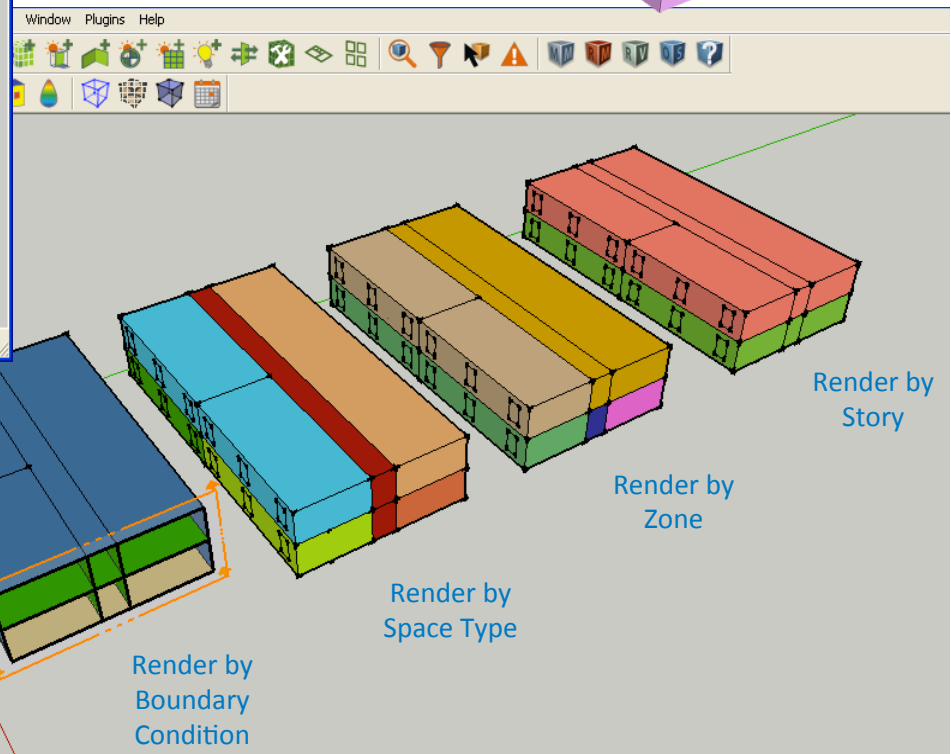 Window Plugins Help
Render by
Story
Render by
Zone
Render by
Space Type
Render by
Boundary
Condition